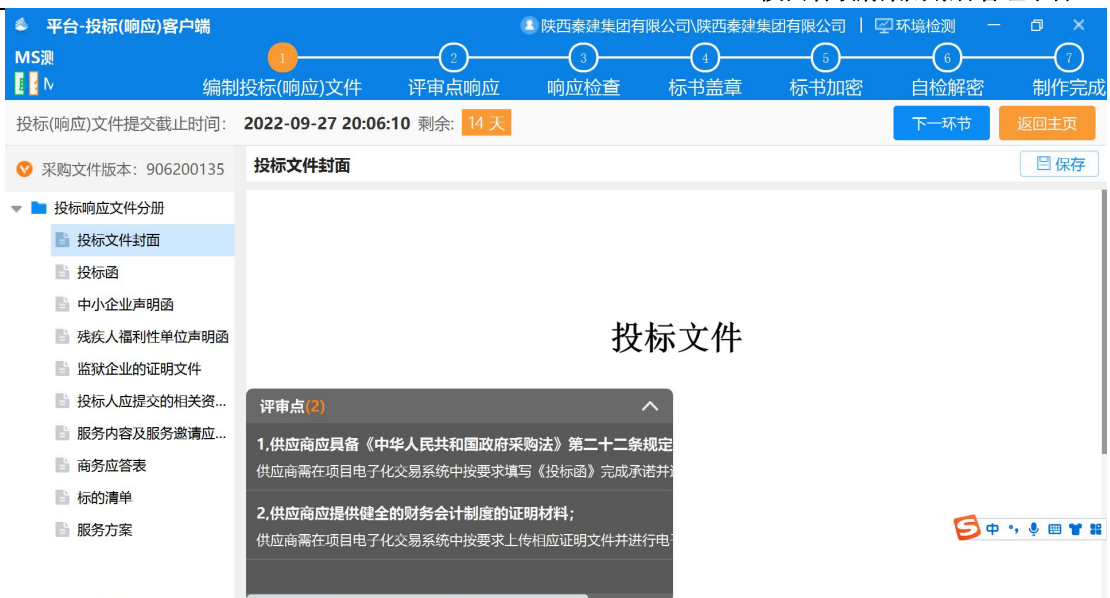 平台-投标(响应)客户端
陕西秦建集团有限公司\陕西秦建集团有限公司
环境检测
MS测
1
2
3
4
5
6
7
编制投标(响应)文件
评审点响应
响应检查
标书盖章
标书加密
自检解密
制作完成
投标(响应)文件提交截止时间: 2022-09-27 20:06:10 剩余: 14 天
下一环节
返回主页
采购文件版本: 906200135
投标文件封面
保存
投标响应文件分册
投标文件封面
投标函
中小企业声明函
残疾人福利性单位声明函
监狱企业的证明文件
投标人应提交的相关资...
服务内容及服务邀请应...
商务应答表
标的清单
服务方案
投标文件
评审点(2)
1,供应商应具备《中华人民共和国政府采购法》第二十二条规定
供应商需在项目电子化交易系统中按要求填写《投标函》完成承诺并
2,供应商应提供健全的财务会计制度的证明材料;
供应商需在项目电子化交易系统中按要求上传相应证明文件并进行电
中